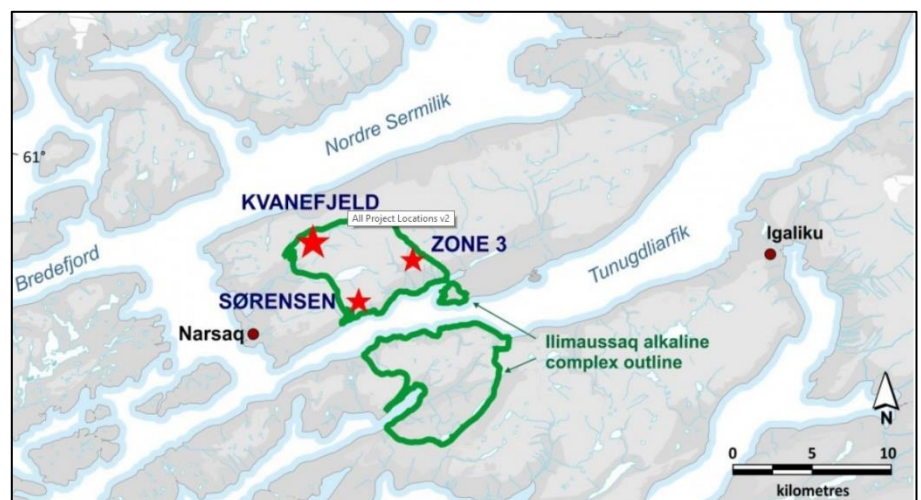 Nordre Sermilik
61°
KVANEFJELD
All Project Locations v2
ZONE 3
Igaliku
Tunugdliarfik
Bredefjord
SØRENSEN
Narsaq
Ilimaussaq alkaline
complex outline
N
0 5 10
kilometres